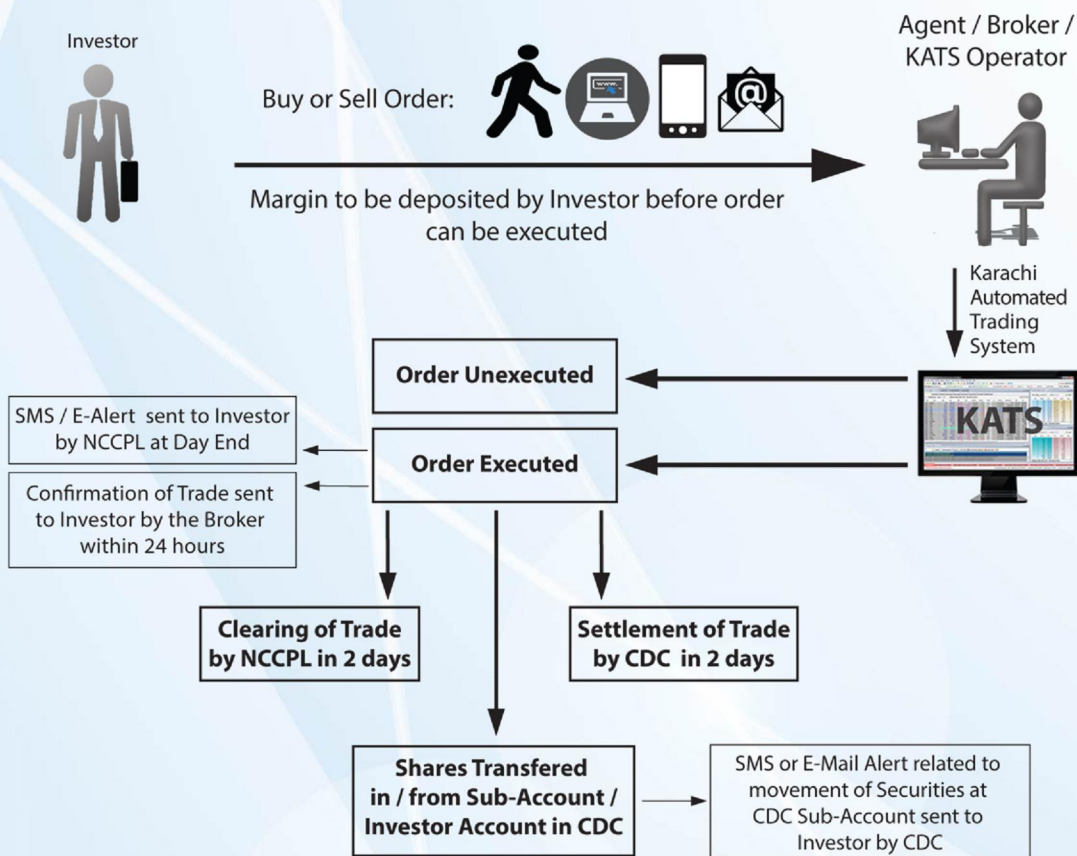 Investor
Buy or Sell Order:
www.
@
Agent / Broker /
KATS Operator
Margin to be deposited by Investor before order
can be executed
Karachi
Automated
Trading
System
KATS
Order Unexecuted
Order Executed
SMS / E-Alert sent to Investor
by NCCPL at Day End
Confirmation of Trade sent
to Investor by the Broker
within 24 hours
Clearing of Trade
by NCCPL in 2 days
Settlement of Trade
by CDC in 2 days
Shares Transfered
in / from Sub-Account /
Investor Account in CDC
SMS or E-Mail Alert related to
movement of Securities at
CDC Sub-Account sent to
Investor by CDC